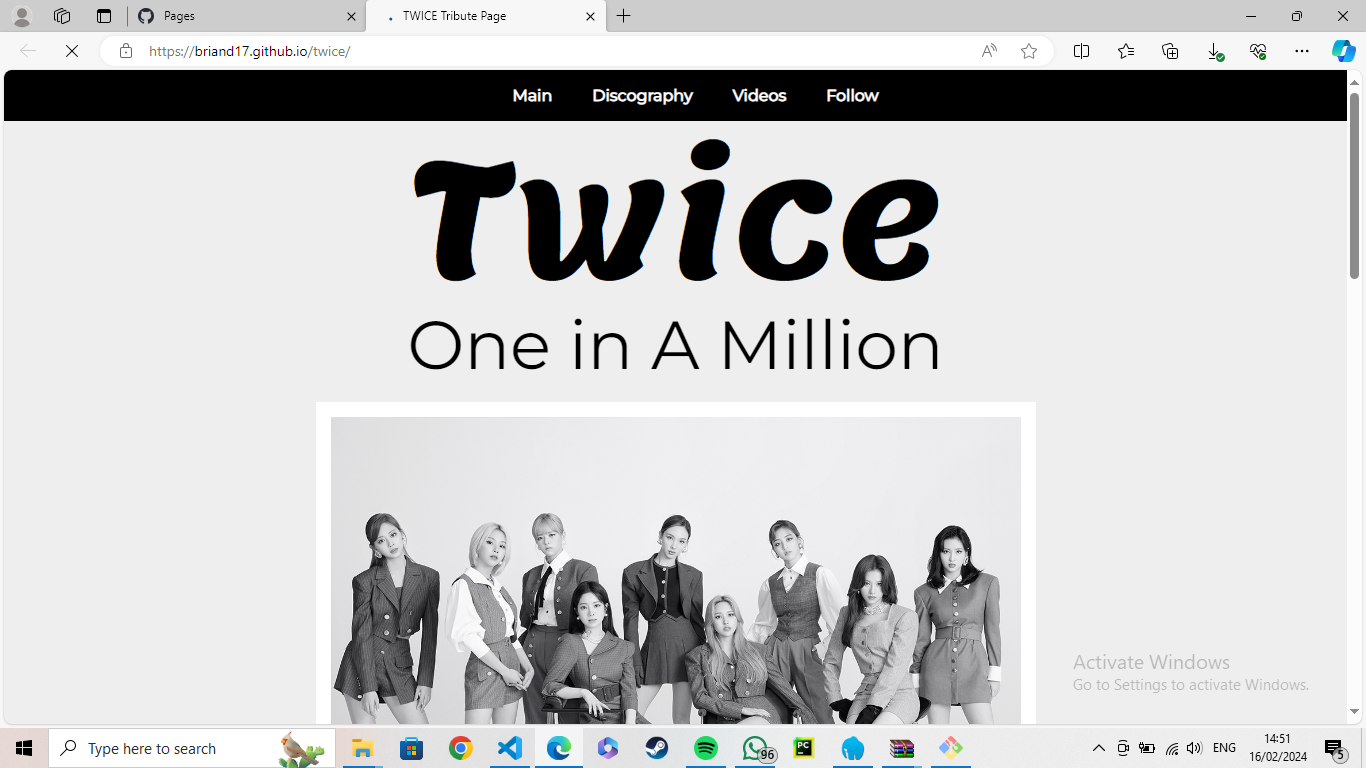 Pages
TWICE Tribute Page
https://briand17.github.io/twice/
Main Discography Videos Follow
Twice
One in A Million
Activate Windows
Go to Settings to activate Windows.
Type here to search
PC
96
ENG
14:51
16/02/2024
5